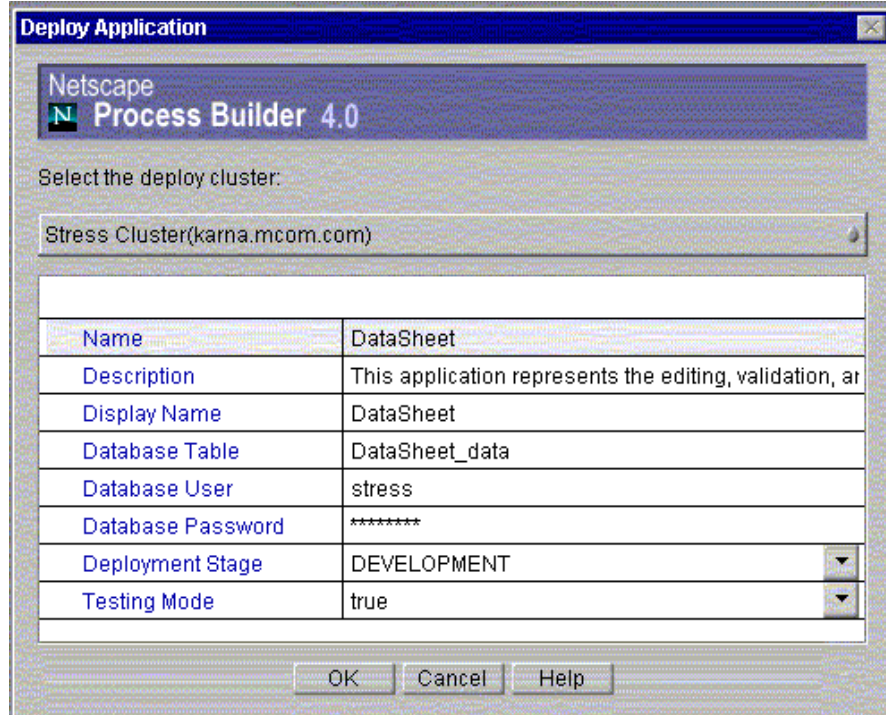 Deploy Application
Netscape
N Process Builder 4.0
Select the deploy cluster:
Stress Cluster(karna.mcom.com)
Name DataSheet
Description This application represents the editing, validation, ar
Display Name DataSheet
Database Table DataSheet_data
Database User stress
Database Password ********
Deployment Stage DEVELOPMENT
Testing Mode true
OK Cancel Help